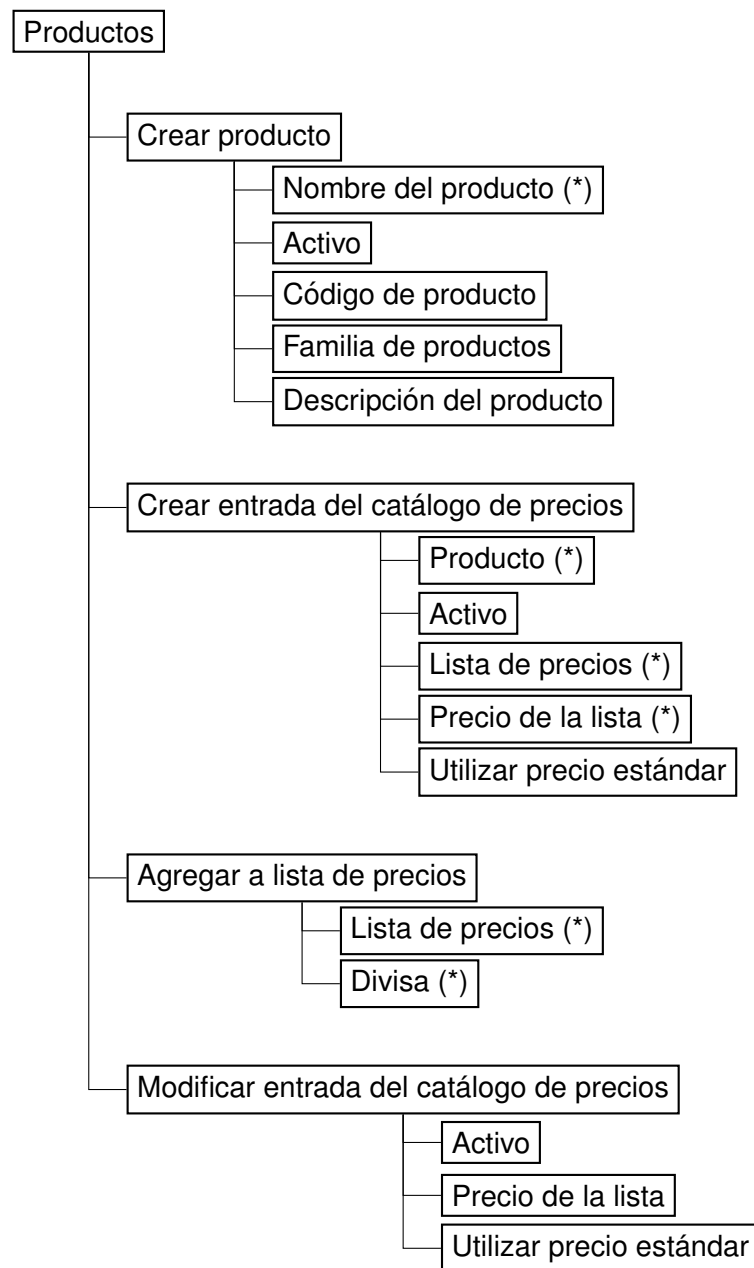 Productos
Crear producto
Nombre del producto (*)
Activo
Código de producto
Familia de productos
Descripción del producto
Crear entrada del catálogo de precios
Producto (*)
Activo
Lista de precios (*)
Precio de la lista (*)
Utilizar precio estándar
Agregar a lista de precios
Lista de precios (*)
Divisa (*)
Modificar entrada del catálogo de precios
Activo
Precio de la lista
Utilizar precio estándar